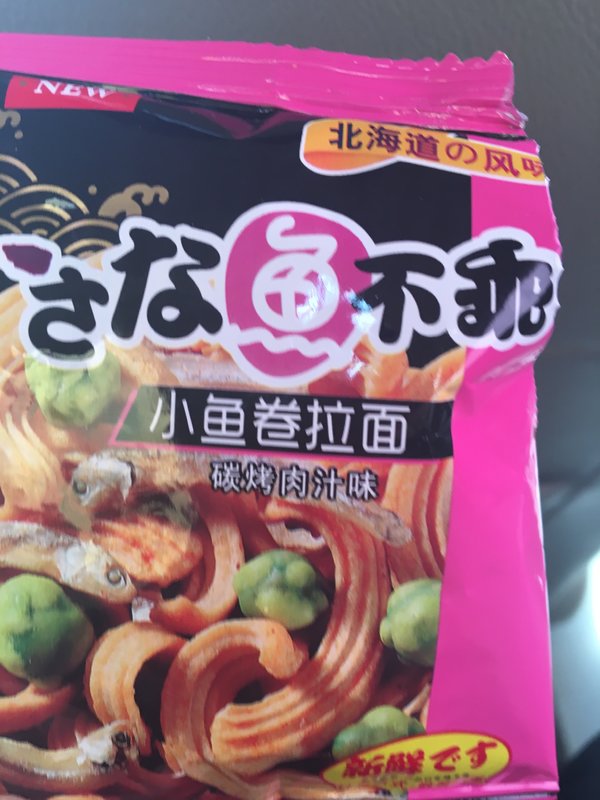 NEW
北海道の风味
さな鱼不乖
小鱼卷拉面
碳烤肉汁味
新鮮です